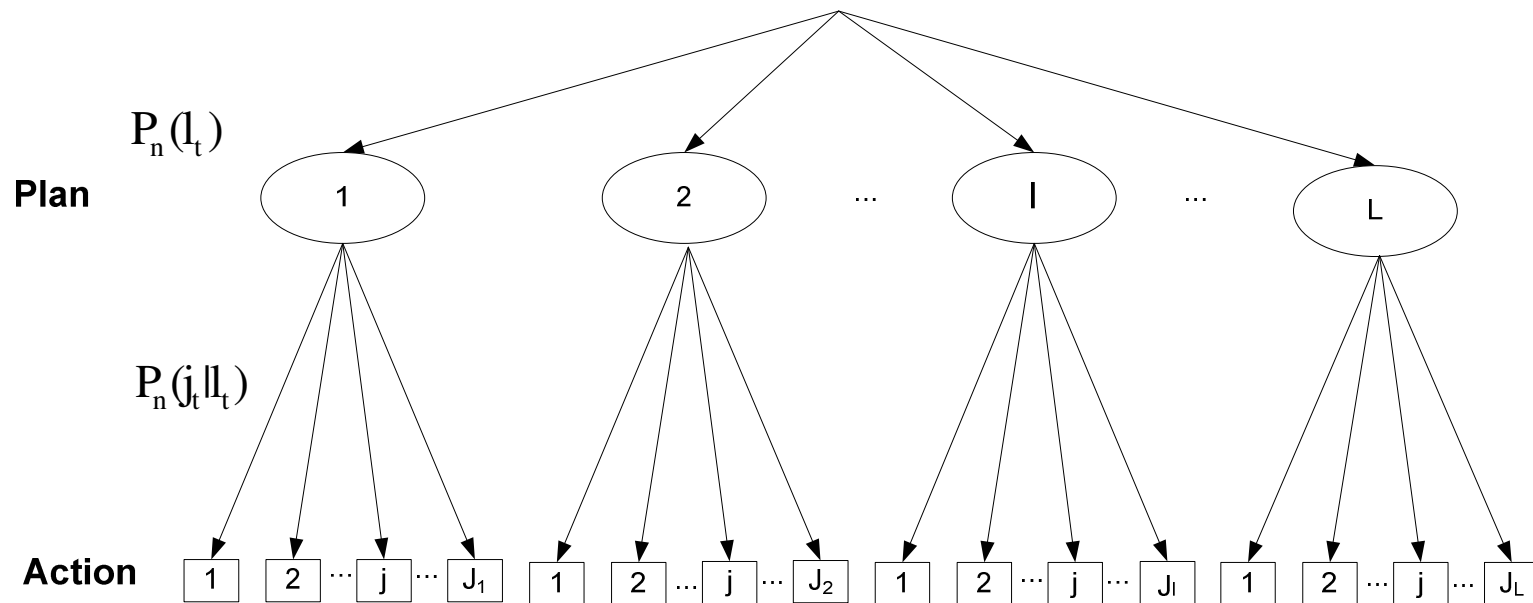 Pₙ(lₜ)
Plan
1
2
...
l
...
L
Pₙ(jₜ|lₜ)
Action
1 2 ... j ... J₁
1 2 ... j ... J₂
1 2 ... j ... Jₗ
1 2 ... j ... J_L